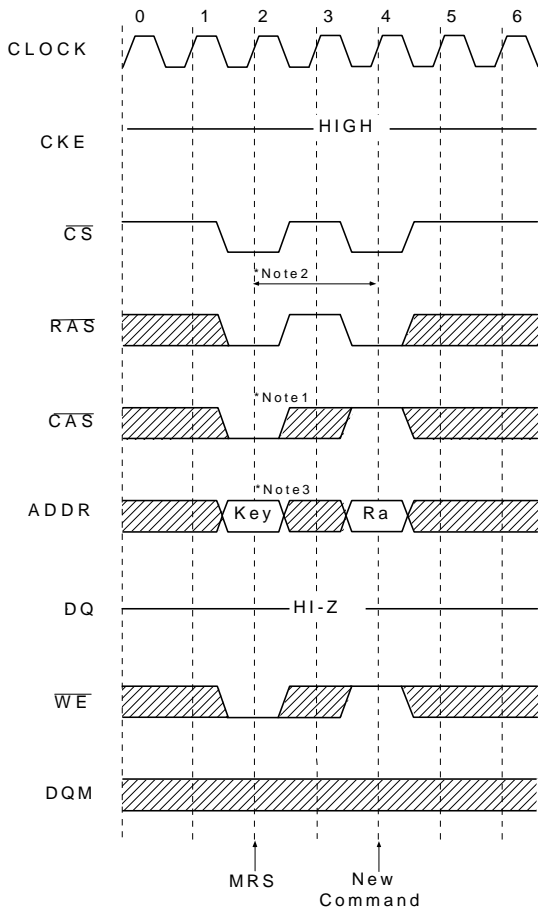 0 1 2 3 4 5 6
CLOCK
HIGH
CKE
CS
*Note2
RAS
*Note1
CAS
*Note3
ADDR Key Ra
DQ HI-Z
WE
DQM
MRS New
Command